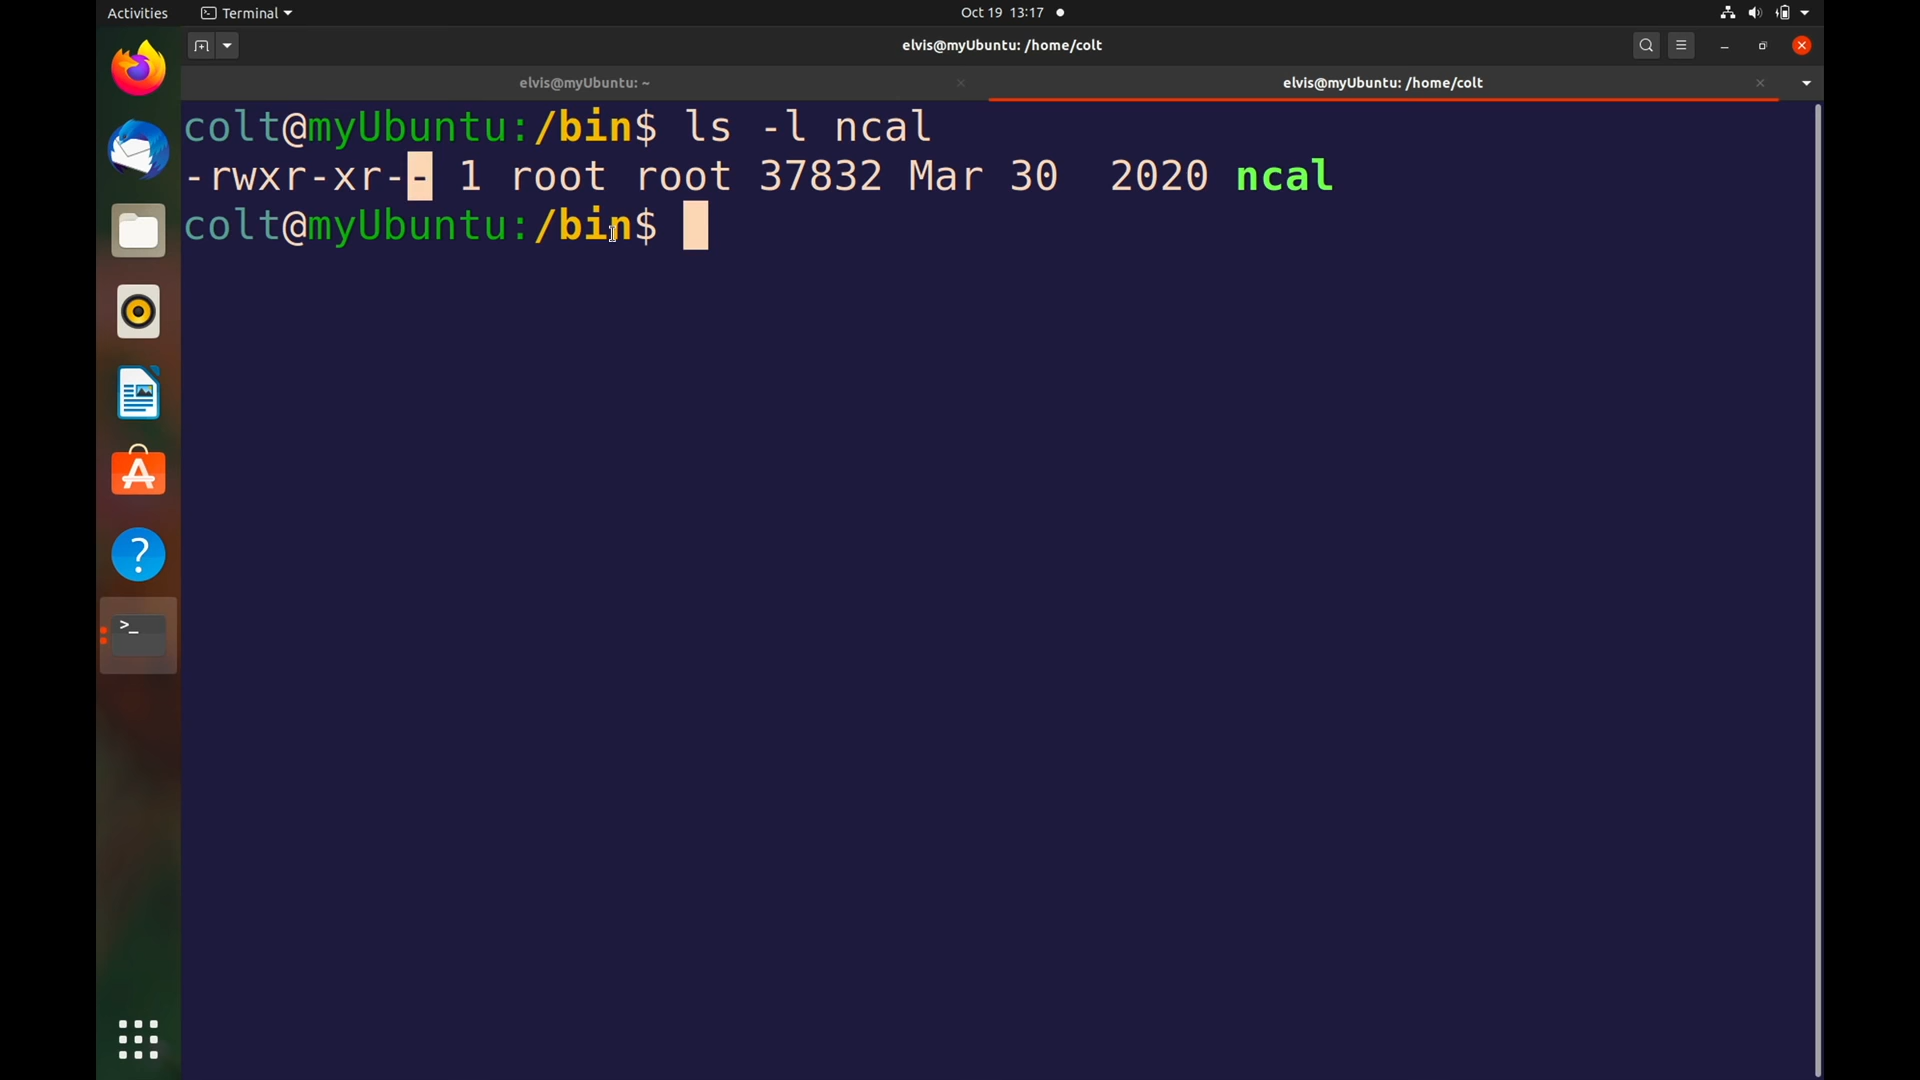 Activities
Terminal
Oct 19 13:17
elvis@myUbuntu: /home/colt
elvis@myUbuntu: ~
elvis@myUbuntu: /home/colt
colt@myUbuntu:/bin$ ls -l ncal
-rwxr-xr-- 1 root root 37832 Mar 30  2020 ncal
colt@myUbuntu:/bin$